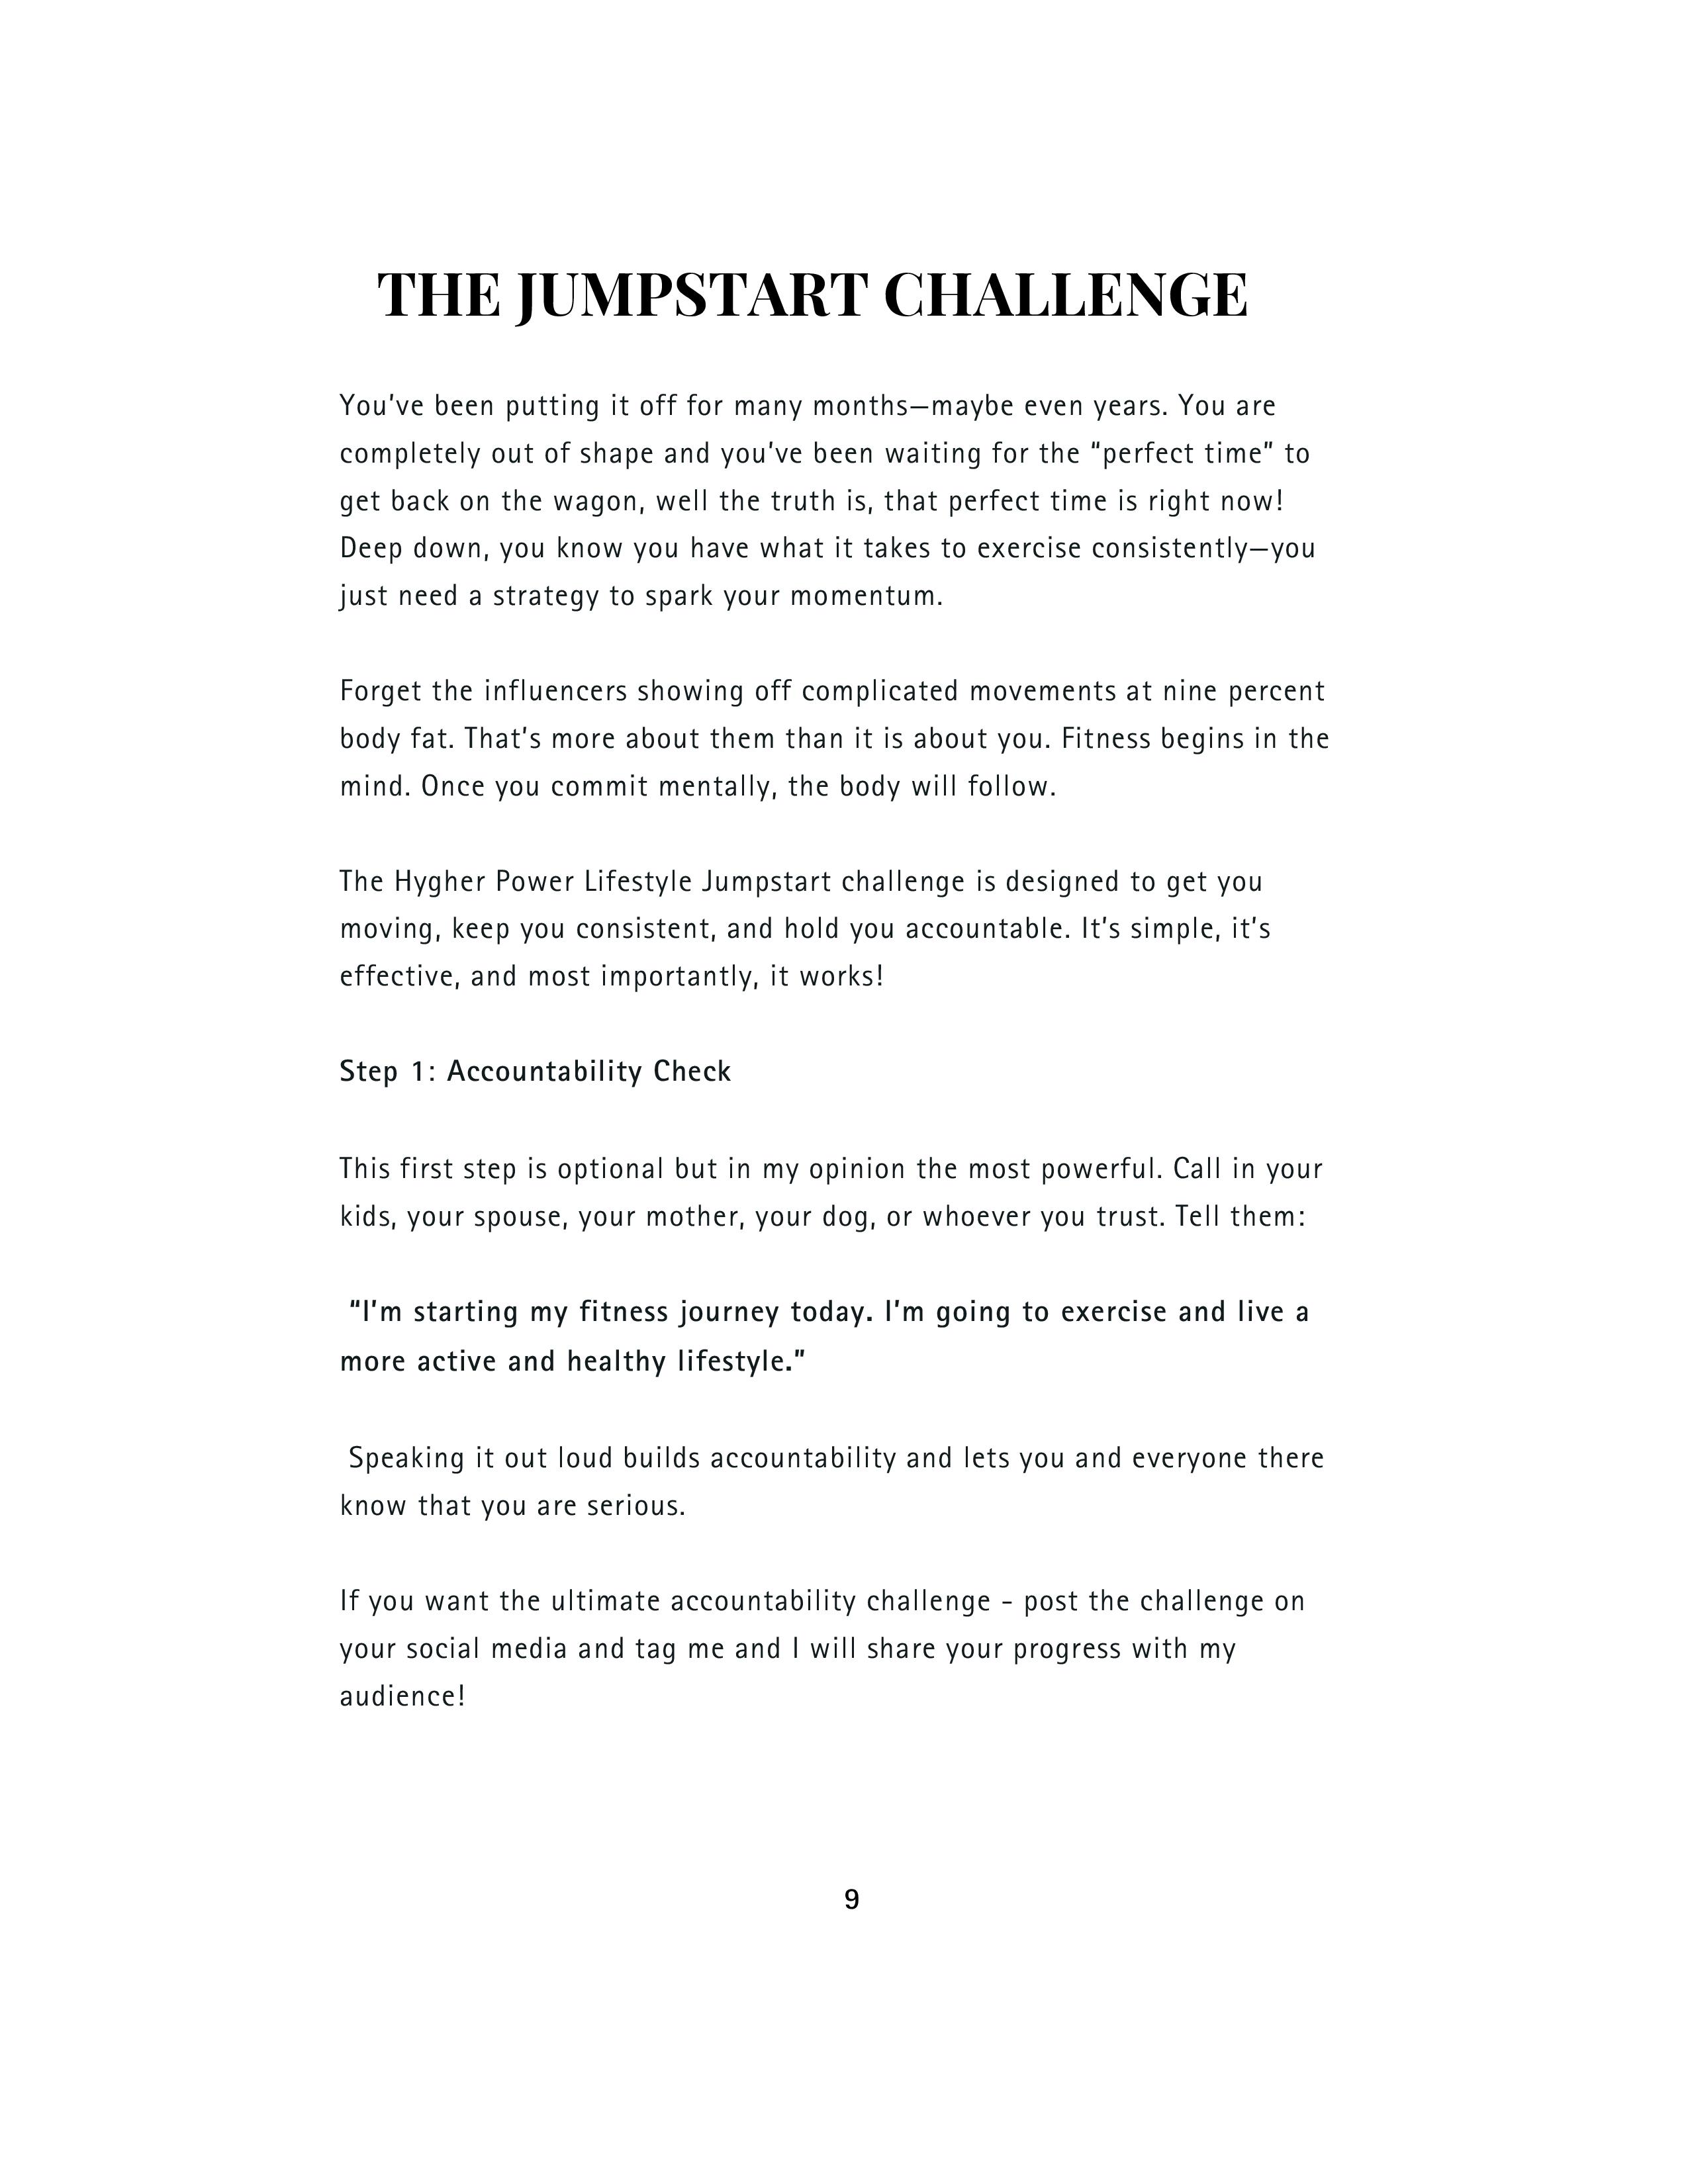 THE JUMPSTART CHALLENGE
You’ve been putting it off for many months—maybe even years. You are
completely out of shape and you’ve been waiting for the “perfect time” to
get back on the wagon, well the truth is, that perfect time is right now!
Deep down, you know you have what it takes to exercise consistently—you
just need a strategy to spark your momentum.
Forget the influencers showing off complicated movements at nine percent
body fat. That’s more about them than it is about you. Fitness begins in the
mind. Once you commit mentally, the body will follow.
The Hygher Power Lifestyle Jumpstart challenge is designed to get you
moving, keep you consistent, and hold you accountable. It’s simple, it’s
effective, and most importantly, it works!
Step 1: Accountability Check
This first step is optional but in my opinion the most powerful. Call in your
kids, your spouse, your mother, your dog, or whoever you trust. Tell them:
“I’m starting my fitness journey today. I’m going to exercise and live a
more active and healthy lifestyle.”
Speaking it out loud builds accountability and lets you and everyone there
know that you are serious.
If you want the ultimate accountability challenge - post the challenge on
your social media and tag me and I will share your progress with my
audience!
9